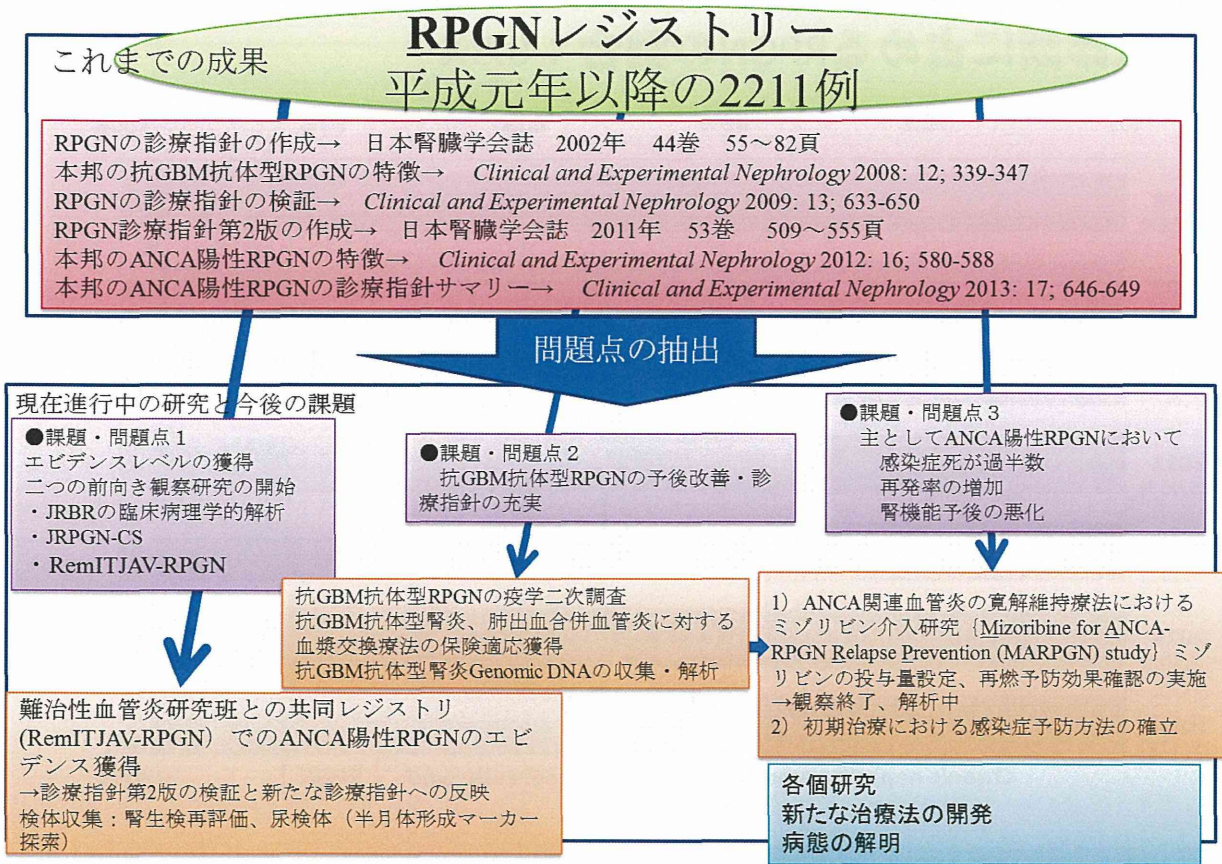 RPGNレジストリー
平成元年以降の2211例
これまでの成果
RPGNの診療指針の作成→　日本腎臓学会誌　2002年　44巻　55～82頁
本邦の抗GBM抗体型RPGNの特徴→　Clinical and Experimental Nephrology 2008: 12; 339-347
RPGNの診療指針の検証→　Clinical and Experimental Nephrology 2009: 13; 633-650
RPGN診療指針第2版の作成→　日本腎臓学会誌　2011年　53巻　509～555頁
本邦のANCA陽性RPGNの特徴→　Clinical and Experimental Nephrology 2012: 16; 580-588
本邦のANCA陽性RPGNの診療指針サマリー→　Clinical and Experimental Nephrology 2013: 17; 646-649
問題点の抽出
現在進行中の研究と今後の課題
●課題・問題点１
エビデンスレベルの獲得
二つの前向き観察研究の開始
・JRBRの臨床病理学的解析
・JRPGN-CS
・RemITJAV-RPGN
●課題・問題点２
抗GBM抗体型RPGNの予後改善・診
療指針の充実
●課題・問題点３
主としてANCA陽性RPGNにおいて
感染症死が過半数
再発率の増加
腎機能予後の悪化
抗GBM抗体型RPGNの疫学二次調査
抗GBM抗体型腎炎、肺出血合併血管炎に対する
血漿交換療法の保険適応獲得
抗GBM抗体型腎炎Genomic DNAの収集・解析
1）ANCA関連血管炎の寛解維持療法における
ミゾリビン介入研究｛Mizoribine for ANCA-
RPGN Relapse Prevention (MARPGN) study｝ミゾ
リビンの投与量設定、再燃予防効果確認の実施
→観察終了、解析中
2）初期治療における感染症予防方法の確立
難治性血管炎研究班との共同レジストリ
(RemITJAV-RPGN）でのANCA陽性RPGNのエビ
デンス獲得
→診療指針第2版の検証と新たな診療指針への反映
検体収集：腎生検再評価、尿検体（半月体形成マーカー
探索）
各個研究
新たな治療法の開発
病態の解明